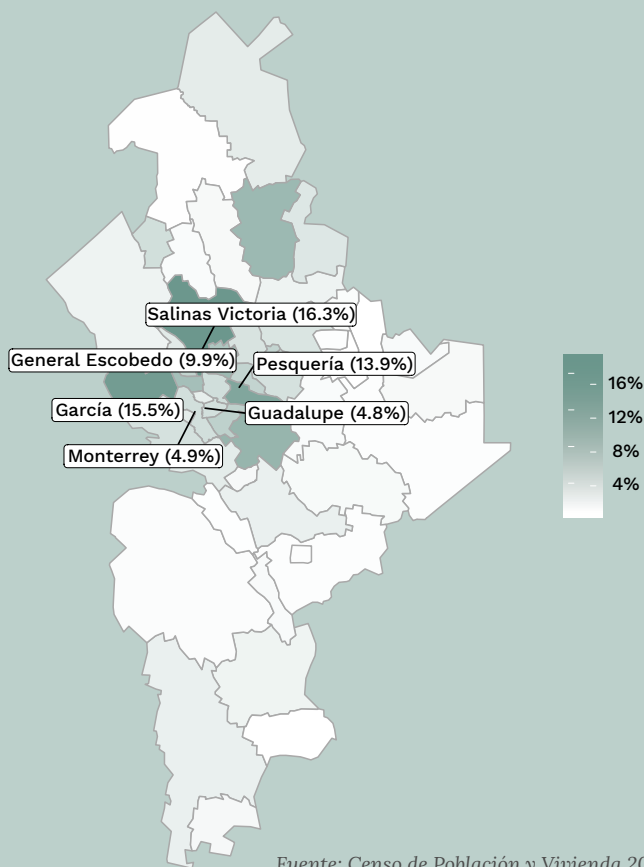 Salinas Victoria (16.3%)
General Escobedo (9.9%)
Pesquería (13.9%)
García (15.5%)
Guadalupe (4.8%)
Monterrey (4.9%)
16%
12%
8%
4%
Fuente: Censo de Población y Vivienda 20